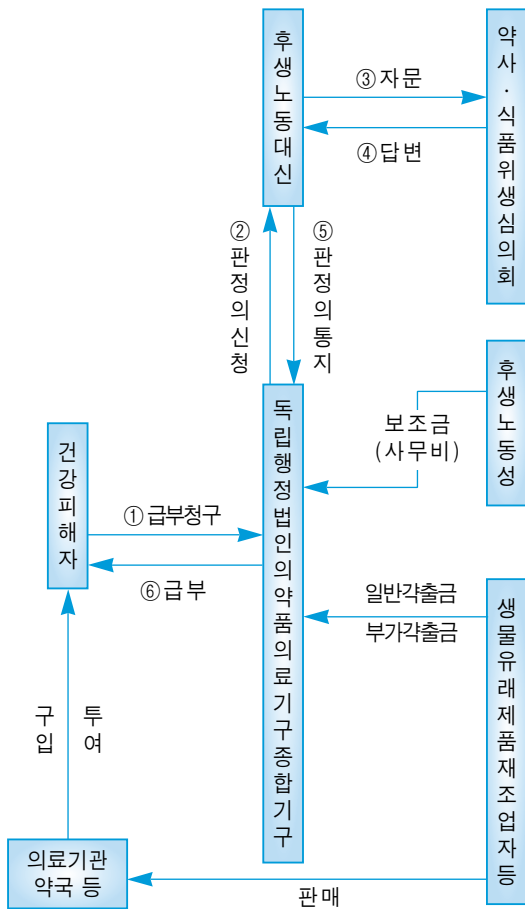 후생노동대신
③자문
④답변
약사·식품위생심의회
②판정의신청
⑤판정의통지
후생노동성
보조금
(사무비)
독립행정법인의약품의료기구종합기구
건강피해자
①급부청구
⑥급부
일반갹출금
부가갹출금
생물유래제품재조업자등
구입
투여
의료기관
약국 등
판매